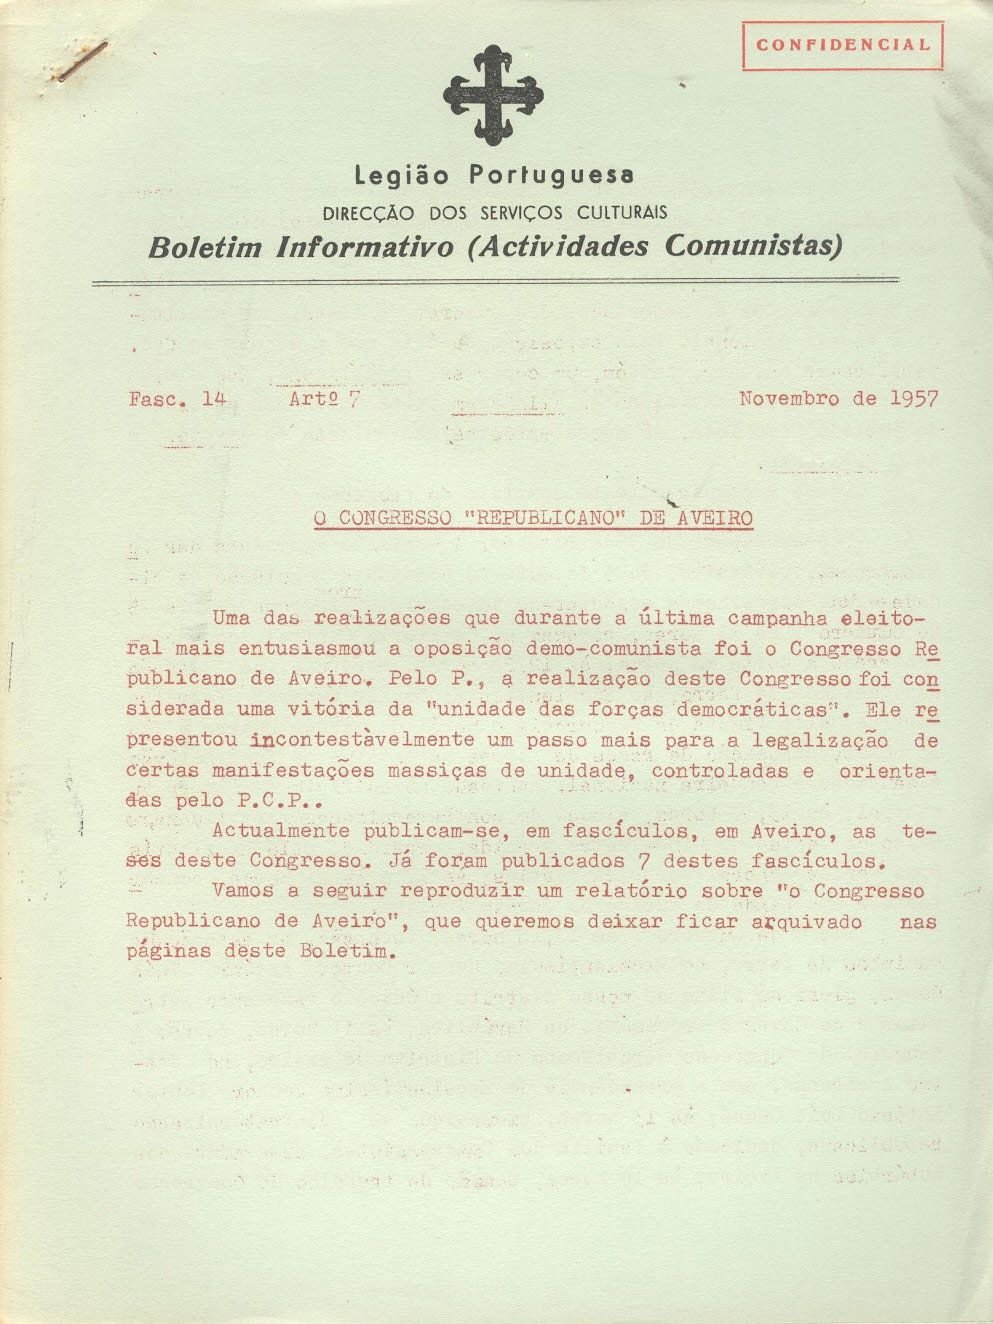 CONFIDENCIAL
Legião Portuguesa
DIRECÇÃO DOS SERVIÇOS CULTURAIS
Boletim Informativo (Actividades Comunistas)
Fasc. 14 Artº 7 Novembro de 1957
O CONGRESSO "REPUBLICANO" DE AVEIRO
Uma das realizações que durante a última campanha eleito-
ral mais entusiasmou a oposição demo-comunista foi o Congresso Re
publicano de Aveiro. Pelo P., a realização deste Congresso foi con
siderada uma vitória da "unidade das forças democráticas". Ele re
presentou incontestàvelmente um passo mais para a legalização de
certas manifestações massiças de unidade, controladas e orienta-
das pelo P.C.P..
Actualmente publicam-se, em fascículos, em Aveiro, as te-
ses deste Congresso. Já foram publicados 7 destes fascículos.
Vamos a seguir reproduzir um relatório sobre "o Congresso
Republicano de Aveiro", que queremos deixar ficar arquivado nas
páginas deste Boletim.